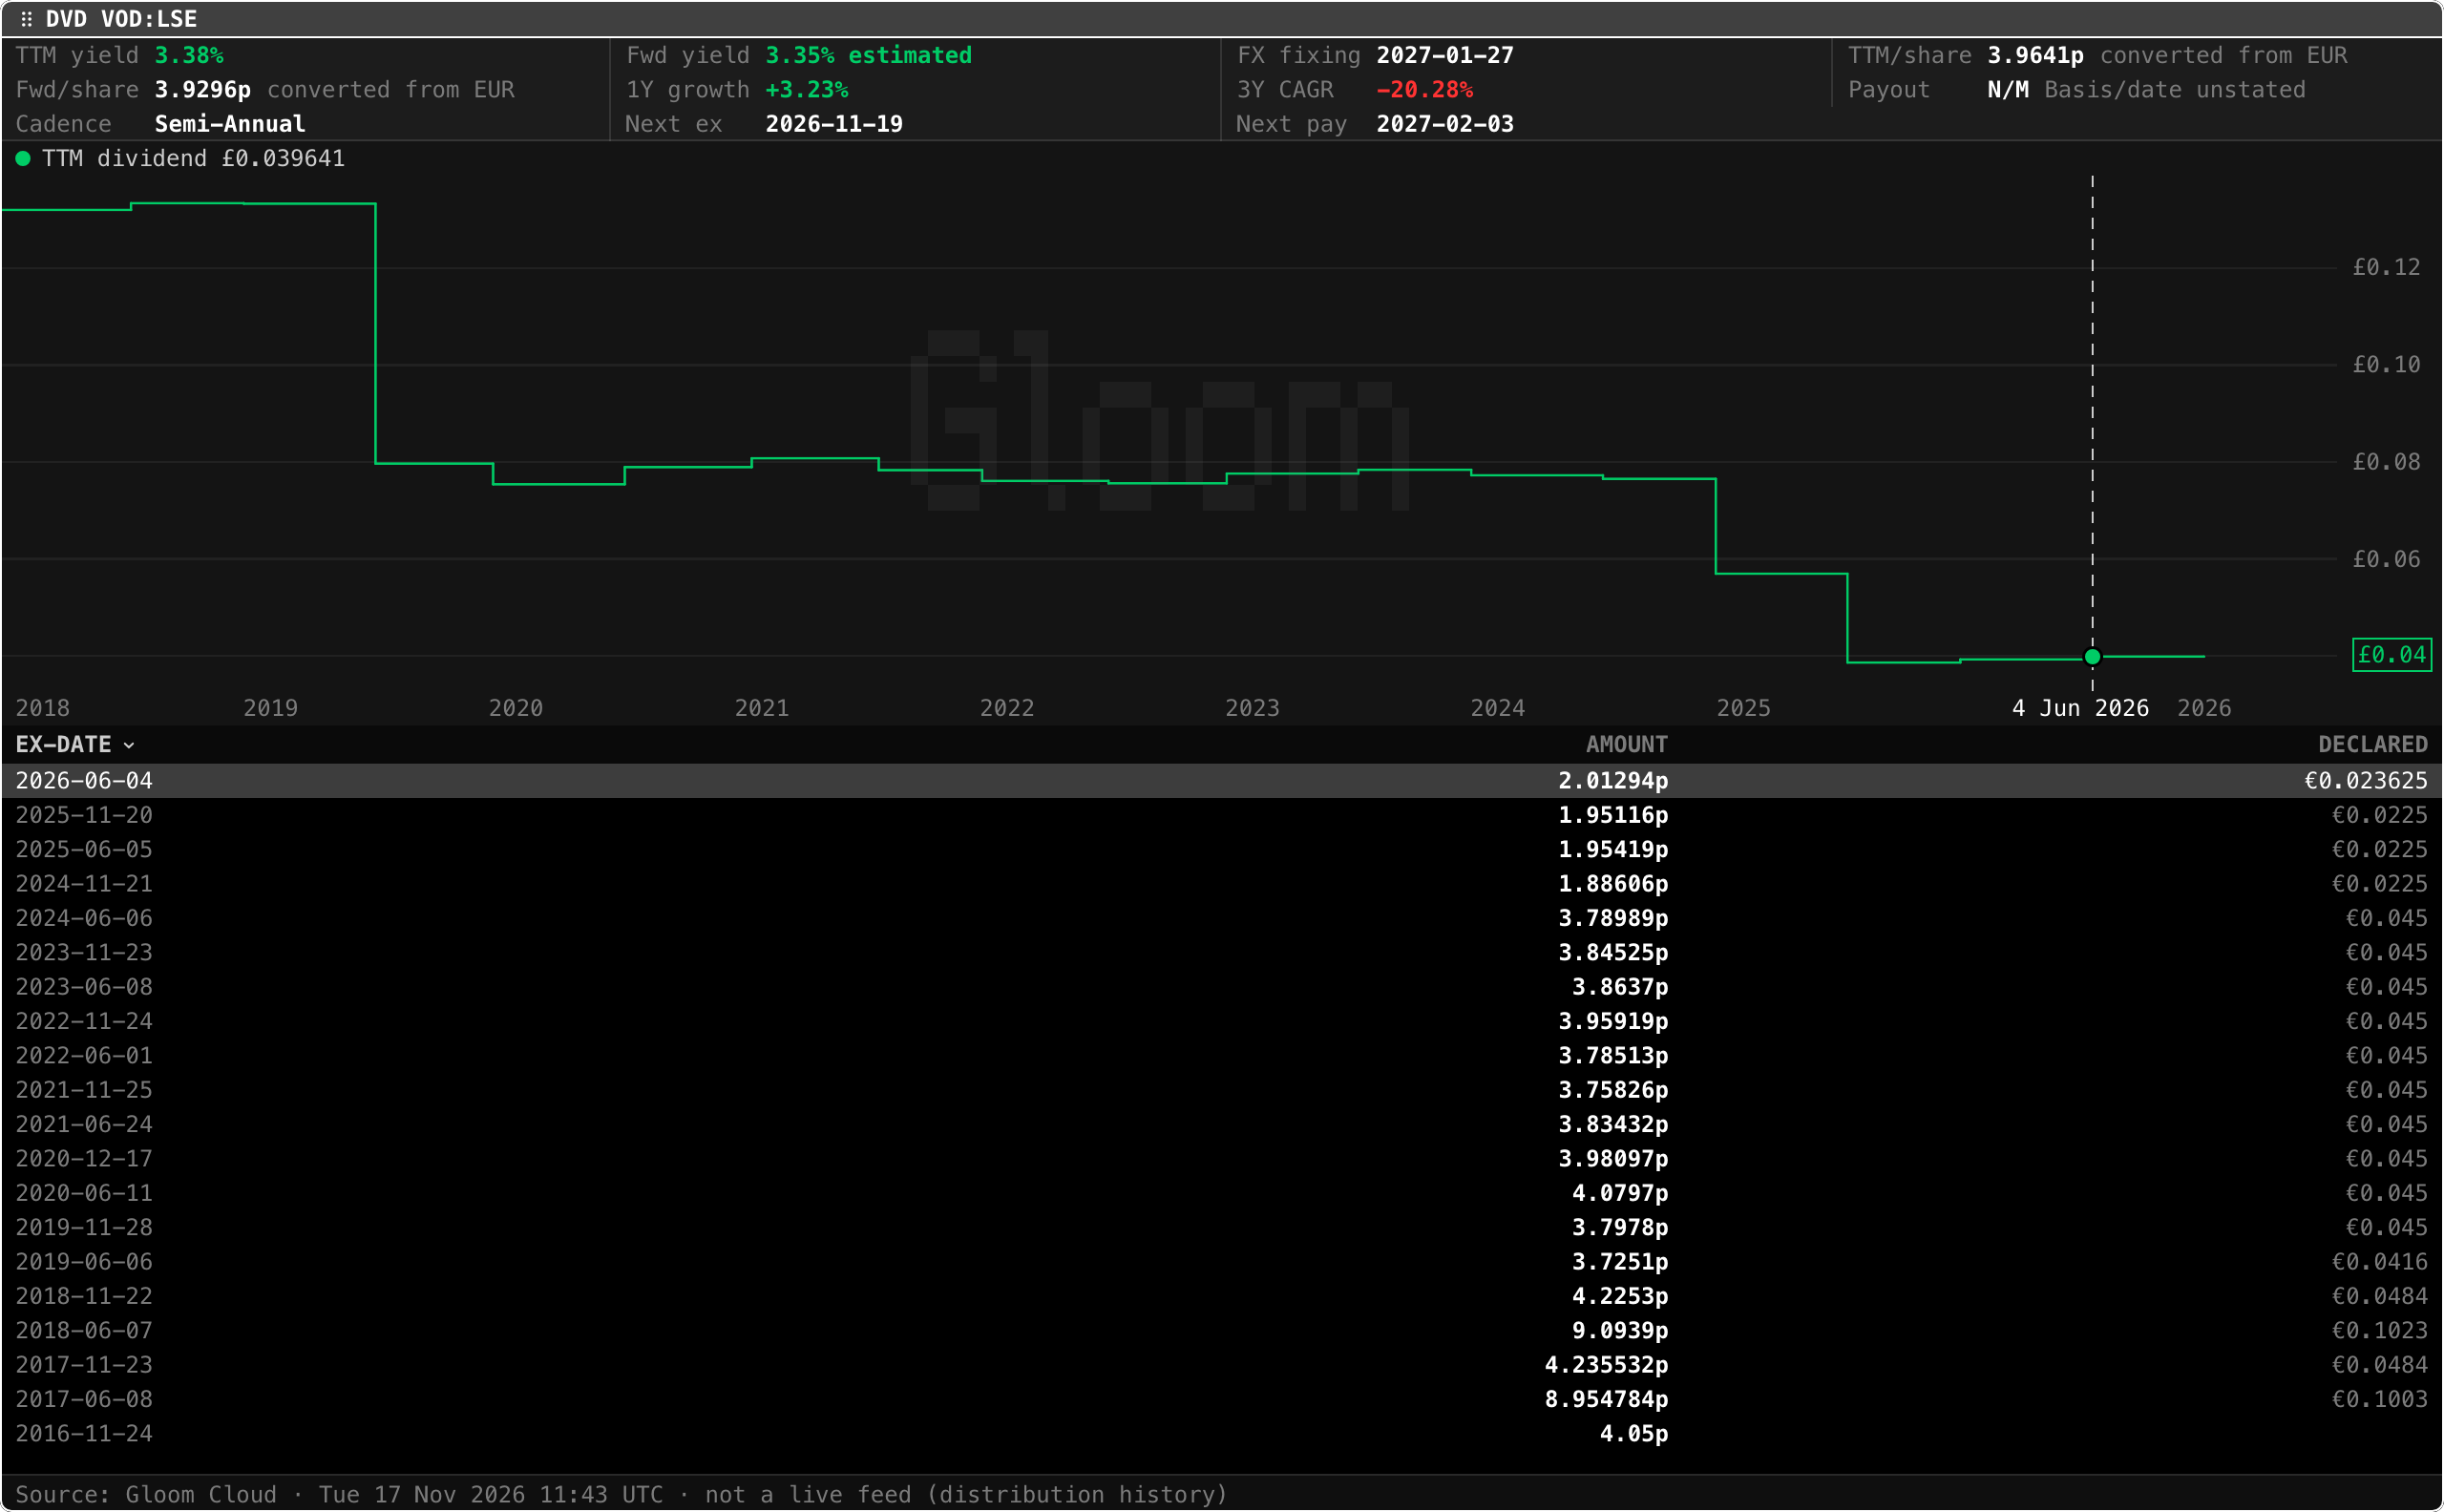 ⠿ DVD VOD:LSE
TTM yield 3.38% Fwd yield 3.35% estimated FX fixing 2027-01-27 TTM/share 3.9641p converted from EUR
Fwd/share 3.9296p converted from EUR 1Y growth +3.23% 3Y CAGR -20.28% Payout N/M Basis/date unstated
Cadence Semi-Annual Next ex 2026-11-19 Next pay 2027-02-03
TTM dividend £0.039641
£0.12
£0.10
£0.08
£0.06
£0.04
Gloom
2018 2019 2020 2021 2022 2023 2024 2025 4 Jun 2026 2026
EX-DATE AMOUNT DECLARED
2026-06-04 2.01294p €0.023625
2025-11-20 1.95116p €0.0225
2025-06-05 1.95419p €0.0225
2024-11-21 1.88606p €0.0225
2024-06-06 3.78989p €0.045
2023-11-23 3.84525p €0.045
2023-06-08 3.8637p €0.045
2022-11-24 3.95919p €0.045
2022-06-01 3.78513p €0.045
2021-11-25 3.75826p €0.045
2021-06-24 3.83432p €0.045
2020-12-17 3.98097p €0.045
2020-06-11 4.0797p €0.045
2019-11-28 3.7978p €0.045
2019-06-06 3.7251p €0.0416
2018-11-22 4.2253p €0.0484
2018-06-07 9.0939p €0.1023
2017-11-23 4.235532p €0.0484
2017-06-08 8.954784p €0.1003
2016-11-24 4.05p
Source: Gloom Cloud · Tue 17 Nov 2026 11:43 UTC · not a live feed (distribution history)